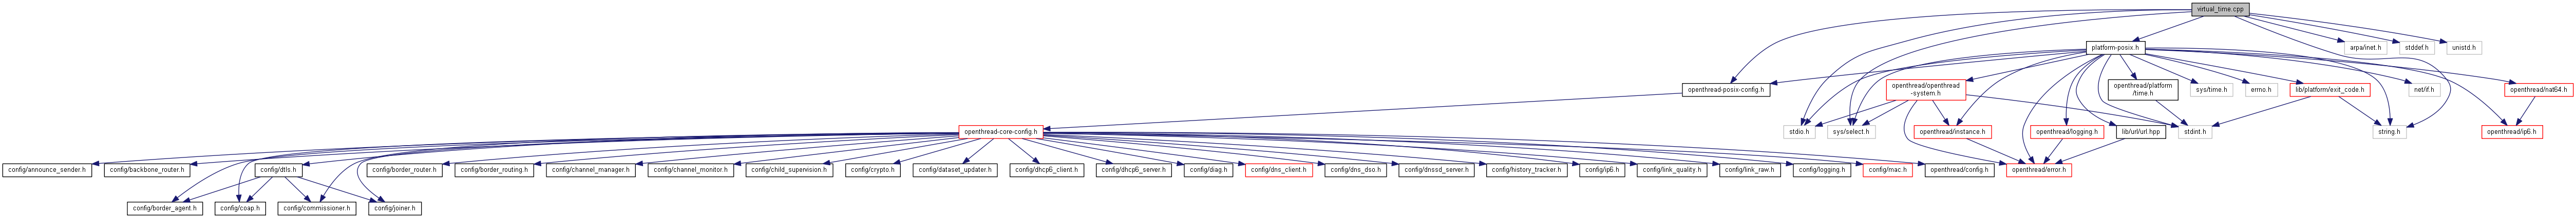 virtual_time.cpp
platform-posix.h
arpa/inet.h
stddef.h
unistd.h
openthread-posix-config.h
openthread/openthread
-system.h
openthread/platform
/time.h
sys/time.h
errno.h
lib/platform/exit_code.h
net/if.h
openthread/nat64.h
openthread-core-config.h
stdio.h
sys/select.h
openthread/instance.h
openthread/logging.h
lib/url/url.hpp
stdint.h
string.h
openthread/ip6.h
config/announce_sender.h
config/backbone_router.h
config/dtls.h
config/border_router.h
config/border_routing.h
config/channel_manager.h
config/channel_monitor.h
config/child_supervision.h
config/crypto.h
config/dataset_updater.h
config/dhcp6_client.h
config/dhcp6_server.h
config/diag.h
config/dns_client.h
config/dns_dso.h
config/dnssd_server.h
config/history_tracker.h
config/ip6.h
config/link_quality.h
config/link_raw.h
config/logging.h
config/mac.h
openthread/config.h
openthread/error.h
config/border_agent.h
config/coap.h
config/commissioner.h
config/joiner.h